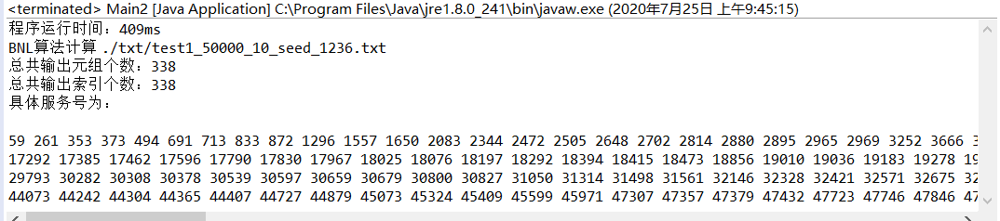 <terminated> Main2 [Java Application] C:\Program Files\Java\jre1.8.0_241\bin\javaw.exe (2020年7月25日 上午9:45:15)
程序运行时间：409ms
BNL算法计算 ./txt/test1_50000_10_seed_1236.txt
总共输出元组个数：338
总共输出索引个数：338
具体服务号为：
59 261 353 373 494 691 713 833 872 1296 1557 1650 2083 2344 2472 2505 2648 2702 2814 2880 2895 2965 2969 3252 3666
17292 17385 17462 17596 17790 17830 17967 18025 18076 18197 18292 18394 18415 18473 18856 19010 19036 19183 19278
29793 30282 30308 30378 30539 30597 30659 30679 30800 30827 31050 31314 31498 31561 32146 32328 32421 32571 32675
44073 44242 44304 44365 44407 44727 44879 45073 45324 45409 45599 45971 47307 47357 47379 47432 47723 47746 47846